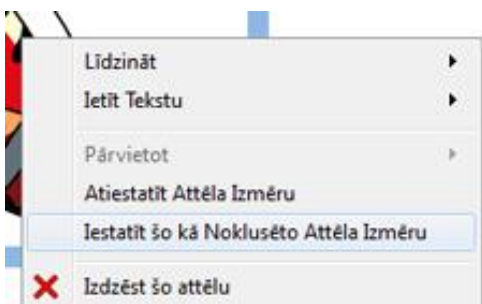 Līdzināt
Ietīt Tekstu
Pārvietot
Atiestatīt Attēla Izmēru
Iestatīt šo kā Noklusēto Attēla Izmēru
Izdzēst šo attēlu